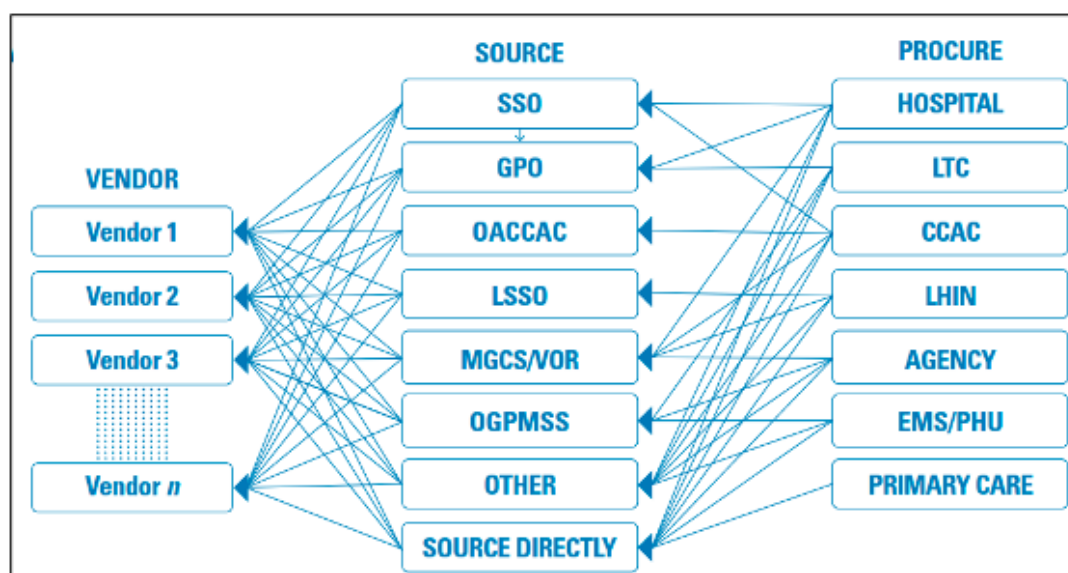 SOURCE
PROCURE
SSO
HOSPITAL
GPO
LTC
VENDOR
Vendor 1
OACCAC
CCAC
Vendor 2
LSSO
LHIN
Vendor 3
MGCS/VOR
AGENCY
OGPMSS
EMS/PHU
Vendor n
OTHER
PRIMARY CARE
SOURCE DIRECTLY